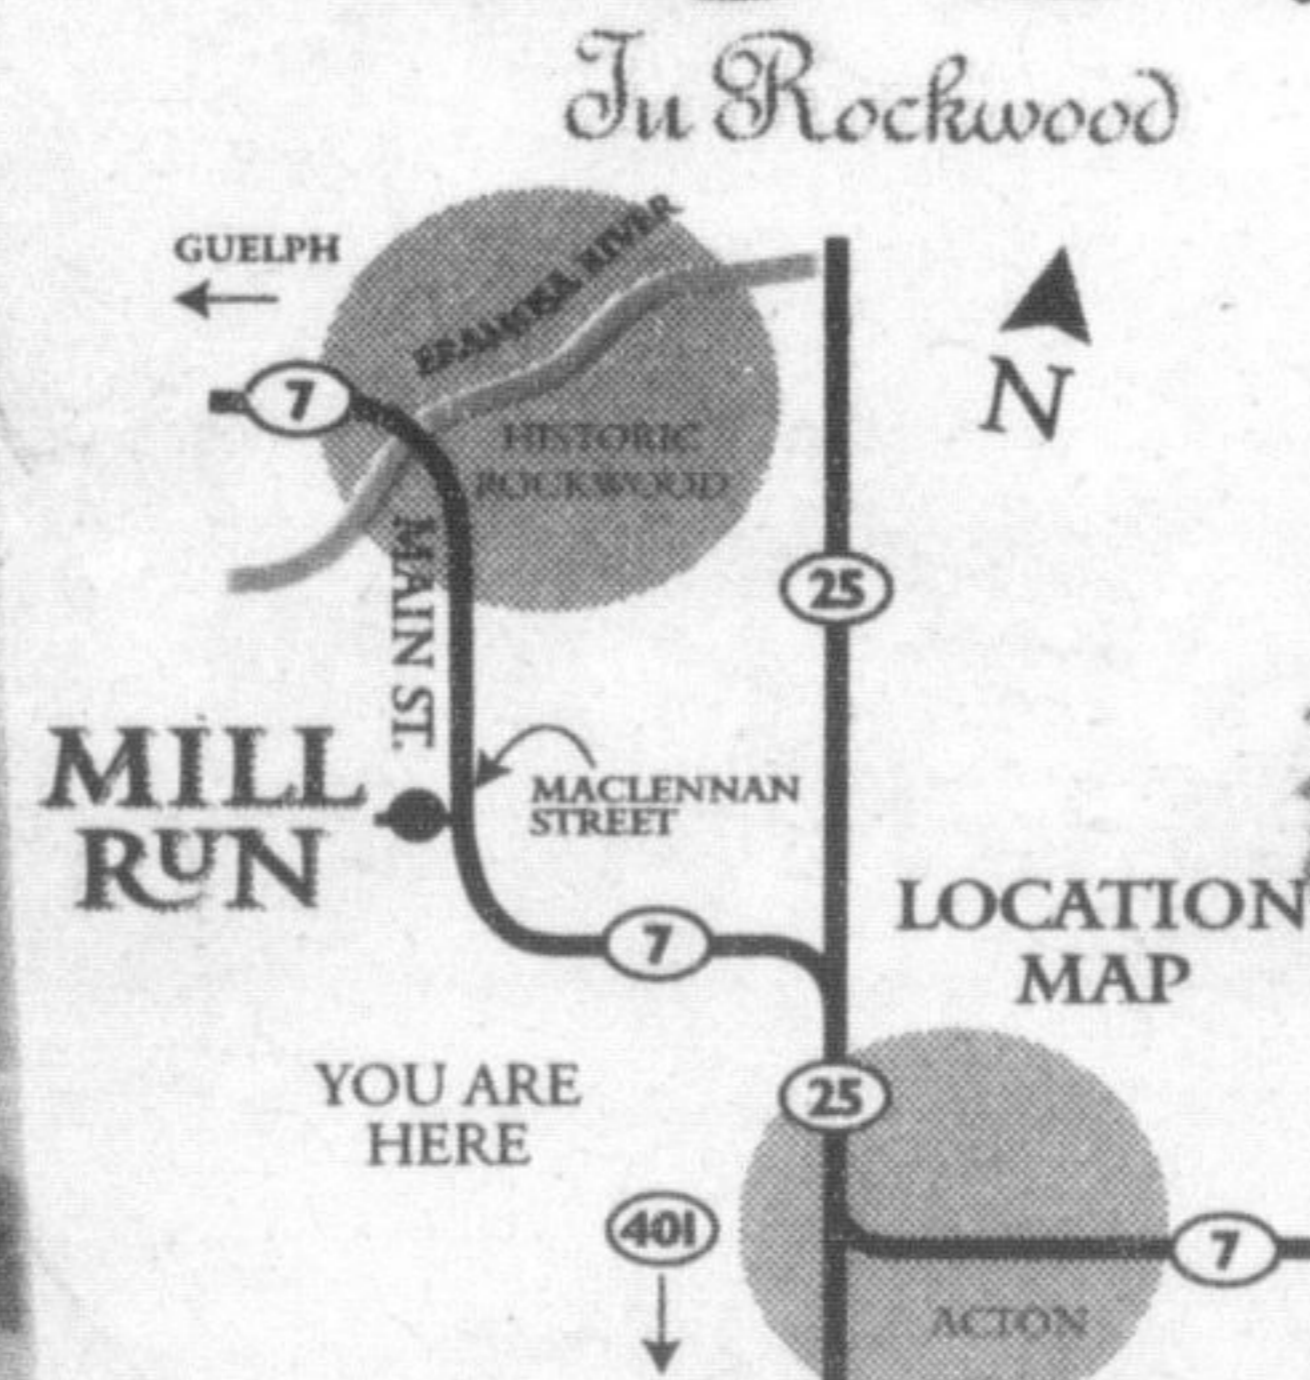 In Rockwood
GUELPH
ERAMOSA RIVER
7
HISTORIC
ROCKWOOD
25
MAIN ST.
MILL
RUN
MACLENNAN
STREET
7
LOCATION
MAP
N
YOU ARE
HERE
25
401
7
ACTON